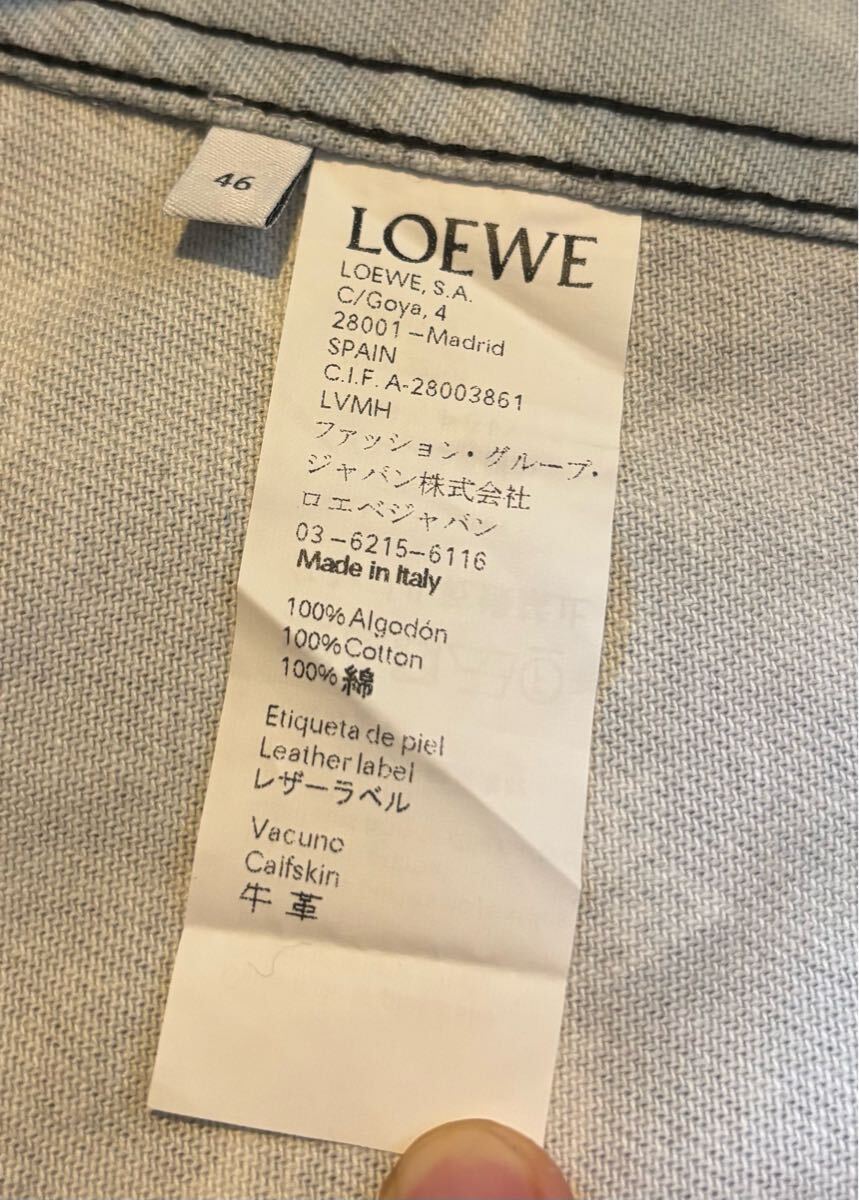 46
LOEWE
LOEWE, S.A.
C/Goya, 4
28001 – Madrid
SPAIN
C.I.F. A-28003861
LVMH
ファッション・グループ・
ジャパン株式会社
ロエベジャパン
03–6215–6116
Made in Italy
100% Algodón
100% Cotton
100% 綿
Etiqueta de piel
Leather label
レザーラベル
Vacuno
Calfskin
牛 革